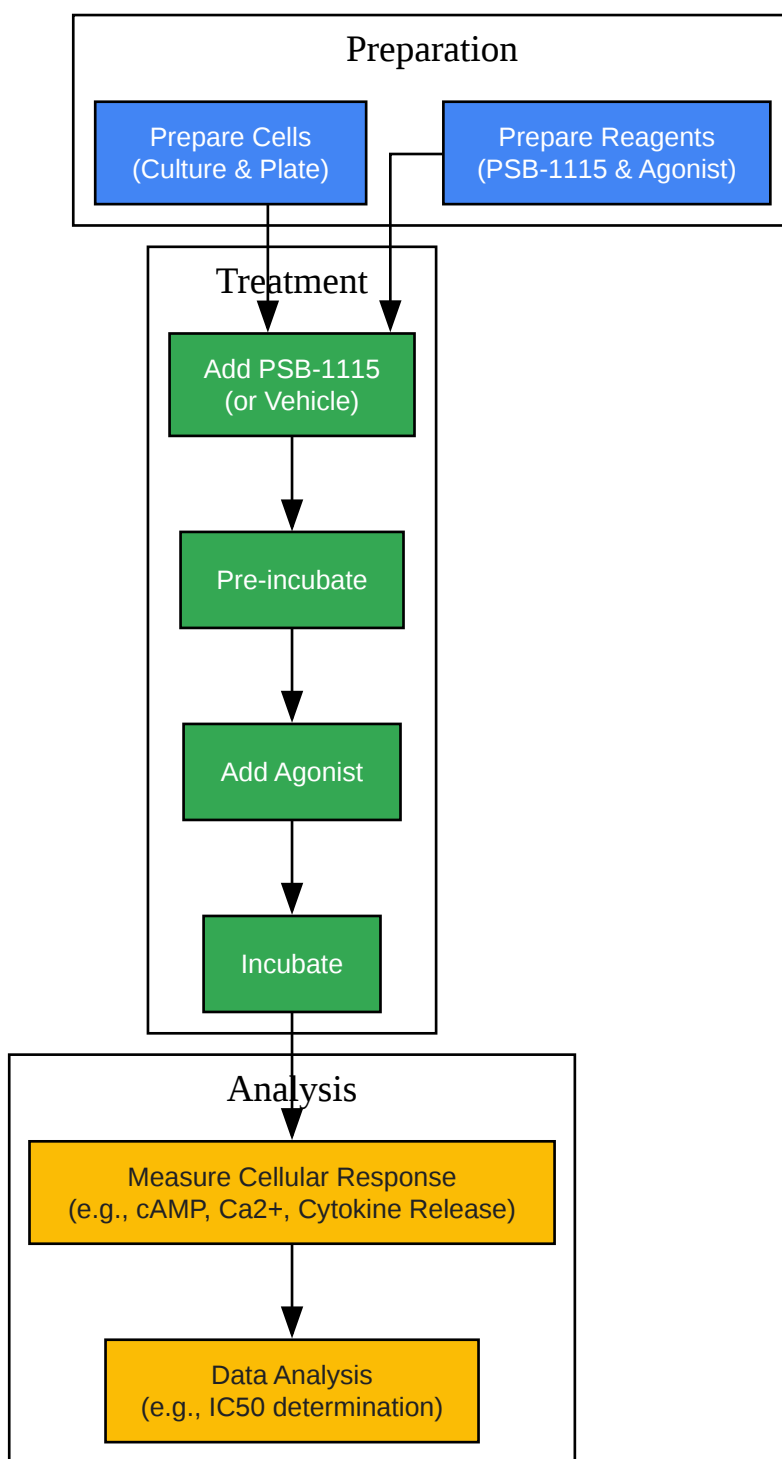 Preparation
Prepare Cells
(Culture & Plate)
Prepare Reagents
(PSB-1115 & Agonist)
Treatment
Add PSB-1115
(or Vehicle)
Pre-incubate
Add Agonist
Incubate
Analysis
Measure Cellular Response
(e.g., cAMP, Ca2+, Cytokine Release)
Data Analysis
(e.g., IC50 determination)